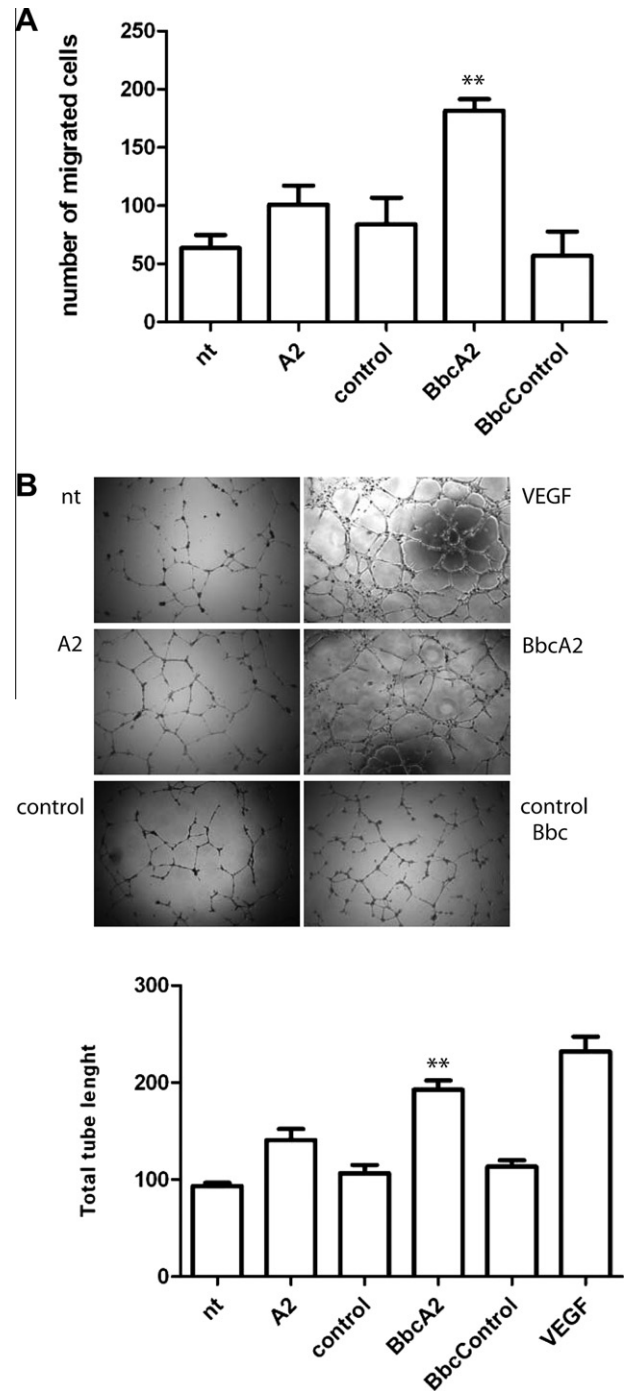 A
number of migrated cells
250
200
150
100
50
0
**
nt
A2
control
BbcA2
BbcControl
B
nt
VEGF
A2
BbcA2
control
control
Bbc
Total tube lenght
300
200
100
0
**
nt
A2
control
BbcA2
BbcControl
VEGF